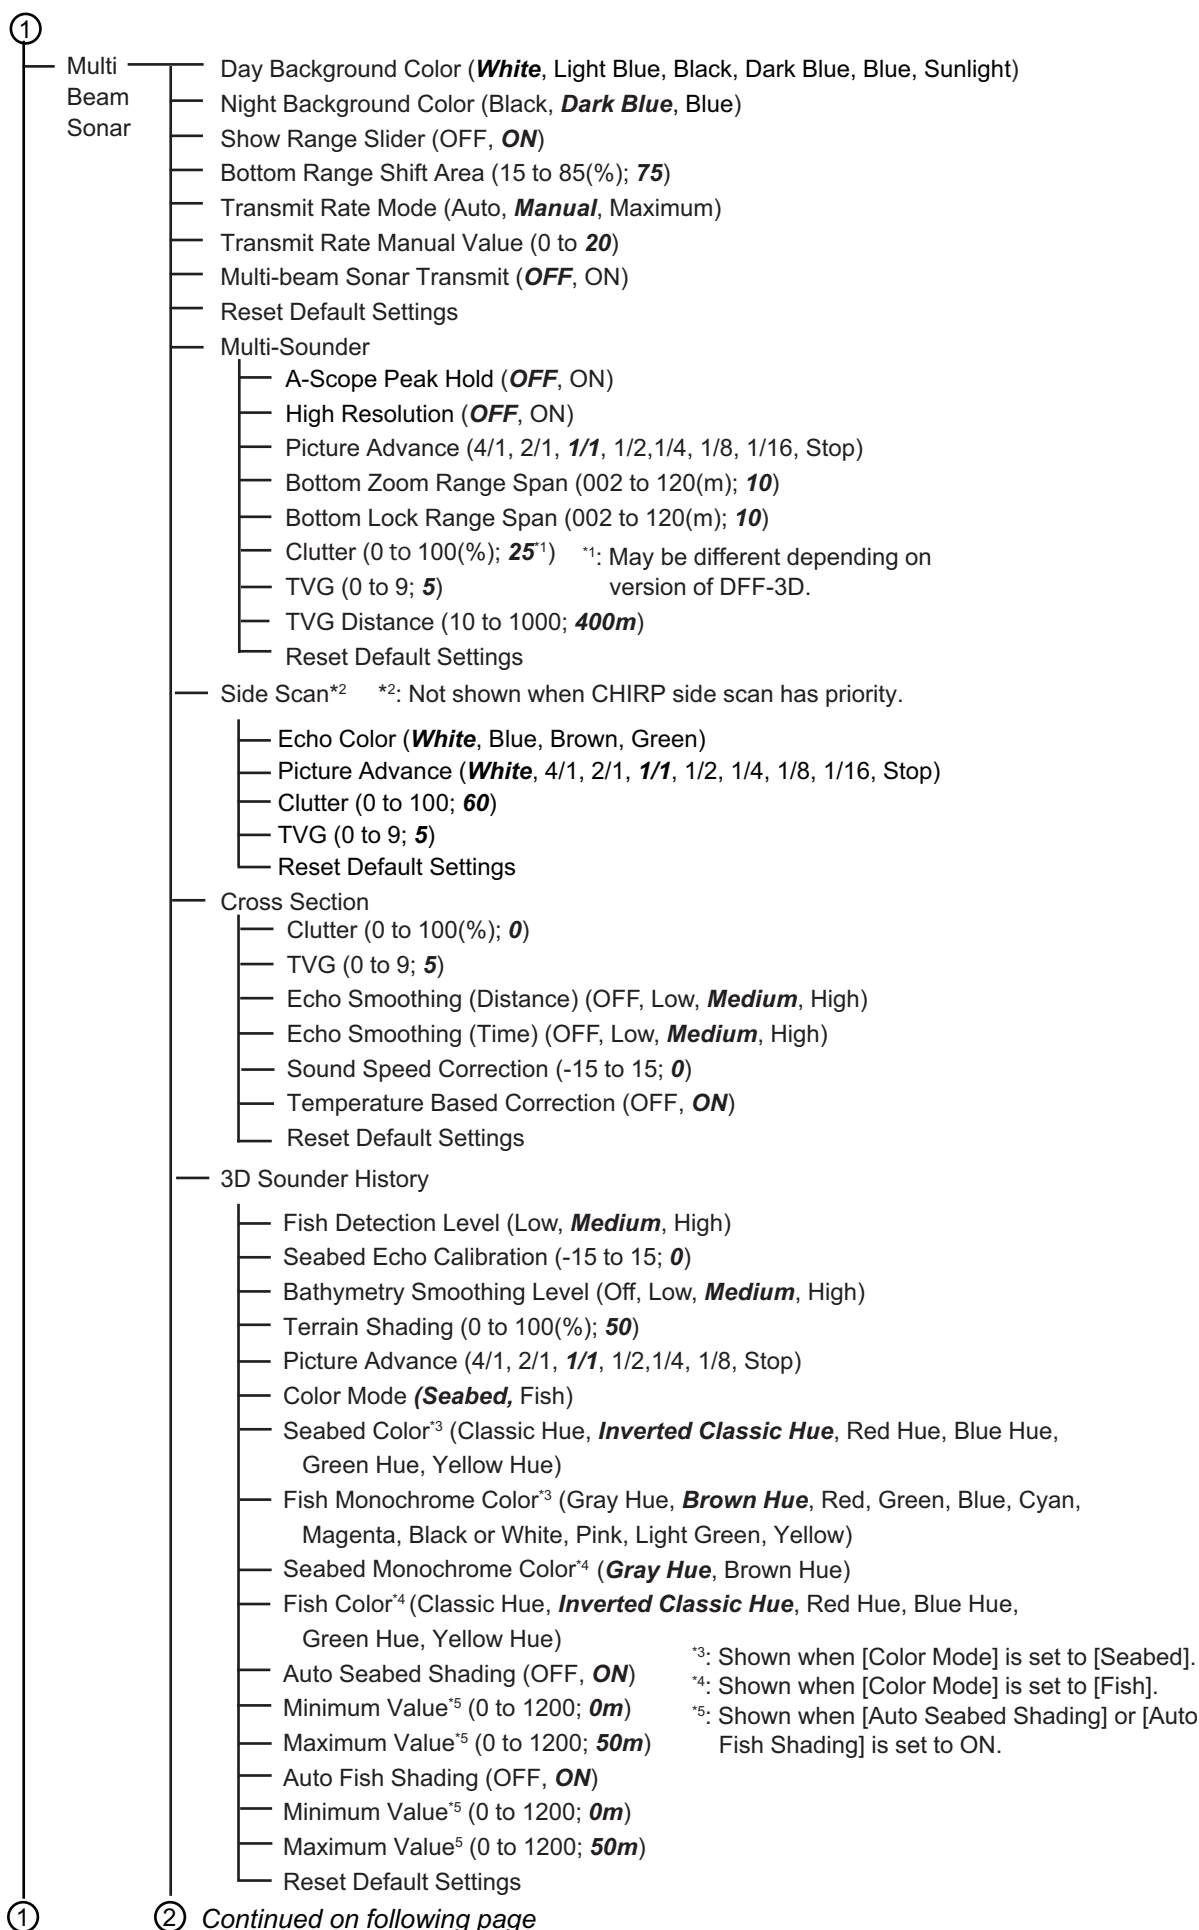 1
Multi
Beam
Sonar
Day Background Color (White, Light Blue, Black, Dark Blue, Blue, Sunlight)
Night Background Color (Black, Dark Blue, Blue)
Show Range Slider (OFF, ON)
Bottom Range Shift Area (15 to 85(%); 75)
Transmit Rate Mode (Auto, Manual, Maximum)
Transmit Rate Manual Value (0 to 20)
Multi-beam Sonar Transmit (OFF, ON)
Reset Default Settings
Multi-Sounder
A-Scope Peak Hold (OFF, ON)
High Resolution (OFF, ON)
Picture Advance (4/1, 2/1, 1/1, 1/2,1/4, 1/8, 1/16, Stop)
Bottom Zoom Range Span (002 to 120(m); 10)
Bottom Lock Range Span (002 to 120(m); 10)
Clutter (0 to 100(%); 25*1) *1: May be different depending on
TVG (0 to 9; 5) version of DFF-3D.
TVG Distance (10 to 1000; 400m)
Reset Default Settings
Side Scan*2 *2: Not shown when CHIRP side scan has priority.
Echo Color (White, Blue, Brown, Green)
Picture Advance (White, 4/1, 2/1, 1/1, 1/2, 1/4, 1/8, 1/16, Stop)
Clutter (0 to 100; 60)
TVG (0 to 9; 5)
Reset Default Settings
Cross Section
Clutter (0 to 100(%); 0)
TVG (0 to 9; 5)
Echo Smoothing (Distance) (OFF, Low, Medium, High)
Echo Smoothing (Time) (OFF, Low, Medium, High)
Sound Speed Correction (-15 to 15; 0)
Temperature Based Correction (OFF, ON)
Reset Default Settings
3D Sounder History
Fish Detection Level (Low, Medium, High)
Seabed Echo Calibration (-15 to 15; 0)
Bathymetry Smoothing Level (Off, Low, Medium, High)
Terrain Shading (0 to 100(%); 50)
Picture Advance (4/1, 2/1, 1/1, 1/2,1/4, 1/8, Stop)
Color Mode (Seabed, Fish)
Seabed Color*3 (Classic Hue, Inverted Classic Hue, Red Hue, Blue Hue,
Green Hue, Yellow Hue)
Fish Monochrome Color*3 (Gray Hue, Brown Hue, Red, Green, Blue, Cyan,
Magenta, Black or White, Pink, Light Green, Yellow)
Seabed Monochrome Color*4 (Gray Hue, Brown Hue)
Fish Color*4 (Classic Hue, Inverted Classic Hue, Red Hue, Blue Hue,
Green Hue, Yellow Hue)
Auto Seabed Shading (OFF, ON)
Minimum Value*5 (0 to 1200; 0m)
Maximum Value*5 (0 to 1200; 50m)
Auto Fish Shading (OFF, ON)
Minimum Value*5 (0 to 1200; 0m)
Maximum Value5 (0 to 1200; 50m)
Reset Default Settings
*3: Shown when [Color Mode] is set to [Seabed].
*4: Shown when [Color Mode] is set to [Fish].
*5: Shown when [Auto Seabed Shading] or [Auto
Fish Shading] is set to ON.
1
2 Continued on following page